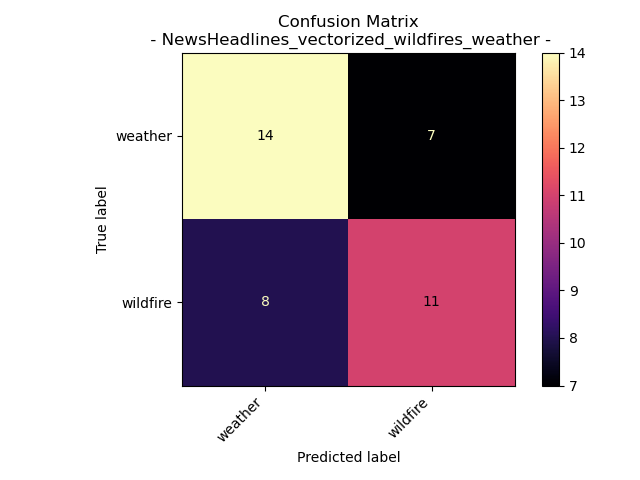 Confusion Matrix
- NewsHeadlines_vectorized_wildfires_weather -
True label
weather
wildfire
14
7
8
11
weather
wildfire
Predicted label
14
13
12
11
10
9
8
7